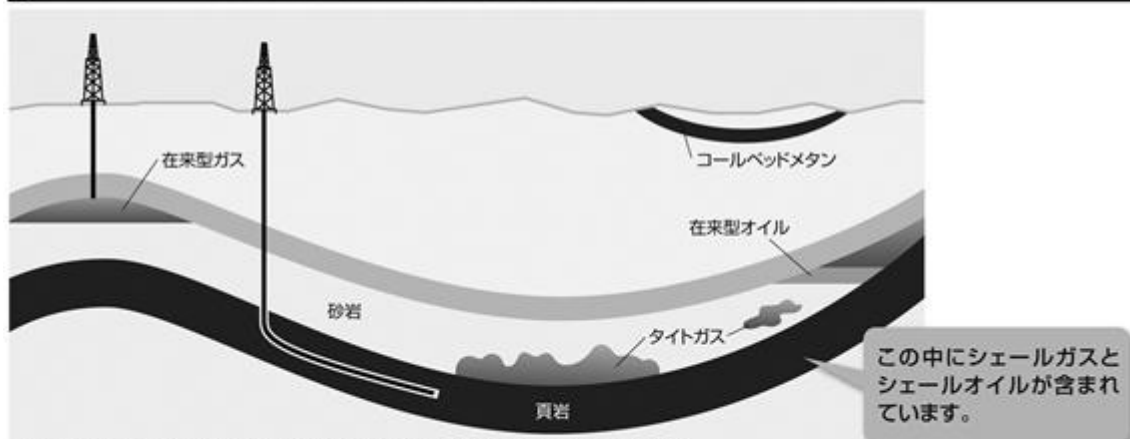 在来型ガス
コールベッドメタン
在来型オイル
砂岩
タイトガス
頁岩
この中にシェールガスと
シェールオイルが含まれ
ています。